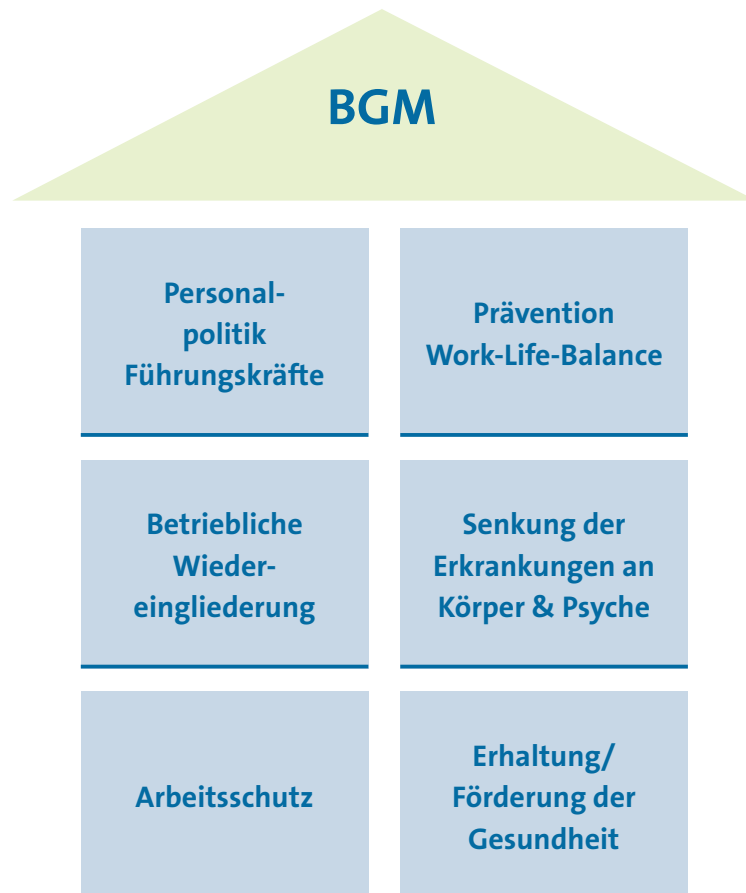 BGM
Personal-
politik
Führungskräfte
Prävention
Work-Life-Balance
Betriebliche
Wieder-
eingliederung
Senkung der
Erkrankungen an
Körper & Psyche
Arbeitsschutz
Erhaltung/
Förderung der
Gesundheit